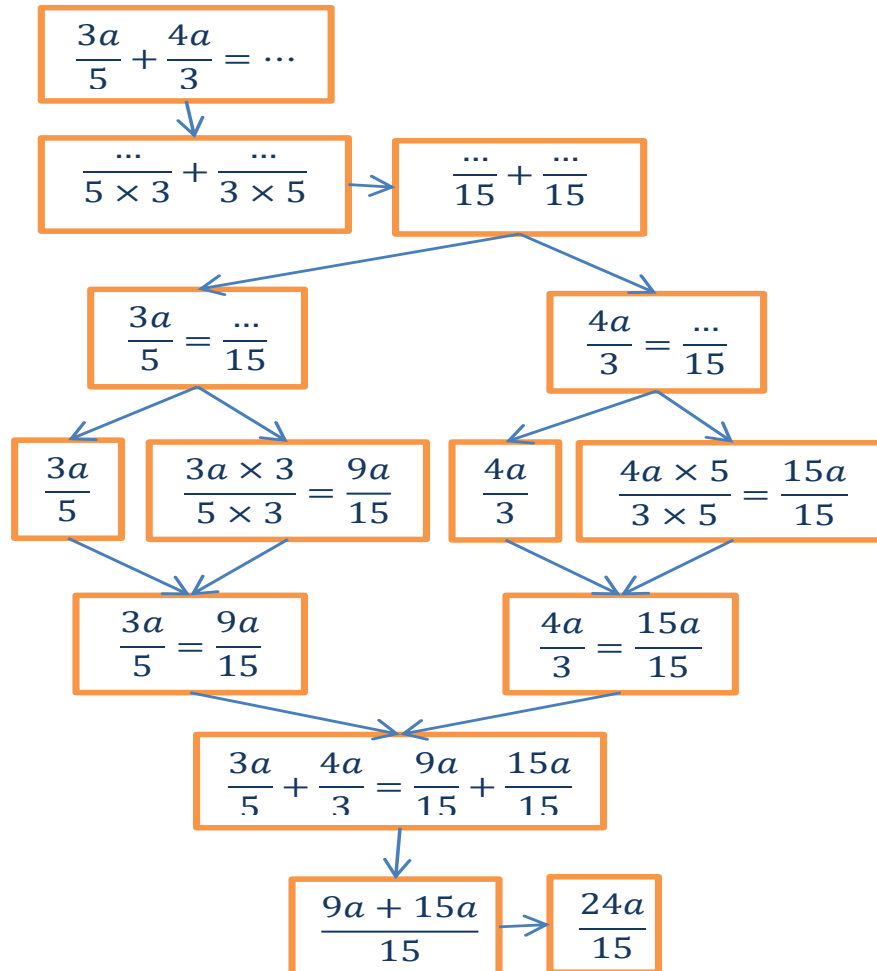 3a/5 + 4a/3 = ⋯
.../(5 × 3) + .../(3 × 5)
.../15 + .../15
3a/5 = .../15
4a/3 = .../15
3a/5
(3a × 3)/(5 × 3) = 9a/15
4a/3
(4a × 5)/(3 × 5) = 15a/15
3a/5 = 9a/15
4a/3 = 15a/15
3a/5 + 4a/3 = 9a/15 + 15a/15
(9a + 15a)/15
24a/15